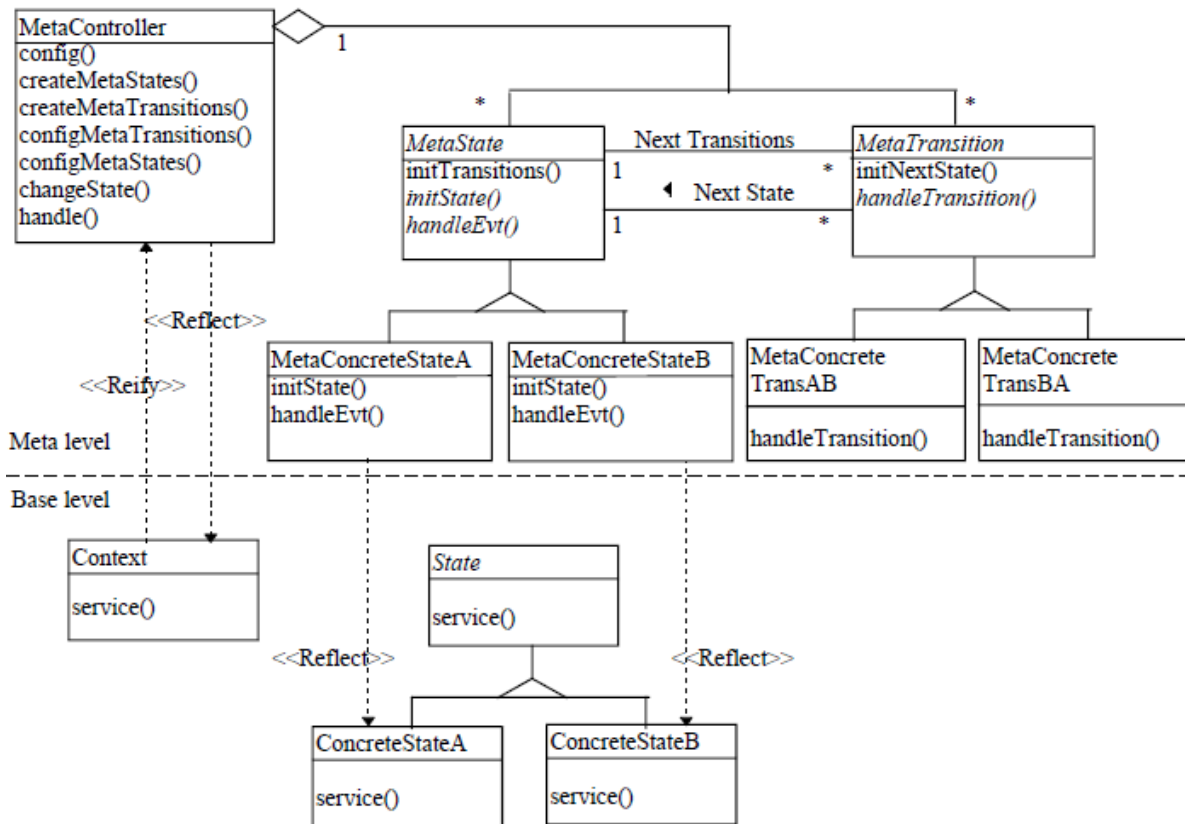 MetaController
config()
createMetaStates()
createMetaTransitions()
configMetaTransitions()
configMetaStates()
changeState()
handle()
1
*
*
MetaState
initTransitions()
initState()
handleEvt()
Next Transitions
1
*
Next State
1
*
MetaTransition
initNextState()
handleTransition()
<<Reflect>>
<<Reify>>
MetaConcreteStateA
initState()
handleEvt()
MetaConcreteStateB
initState()
handleEvt()
MetaConcrete
TransAB
handleTransition()
MetaConcrete
TransBA
handleTransition()
Meta level
Base level
Context
service()
State
service()
<<Reflect>>
<<Reflect>>
ConcreteStateA
service()
ConcreteStateB
service()